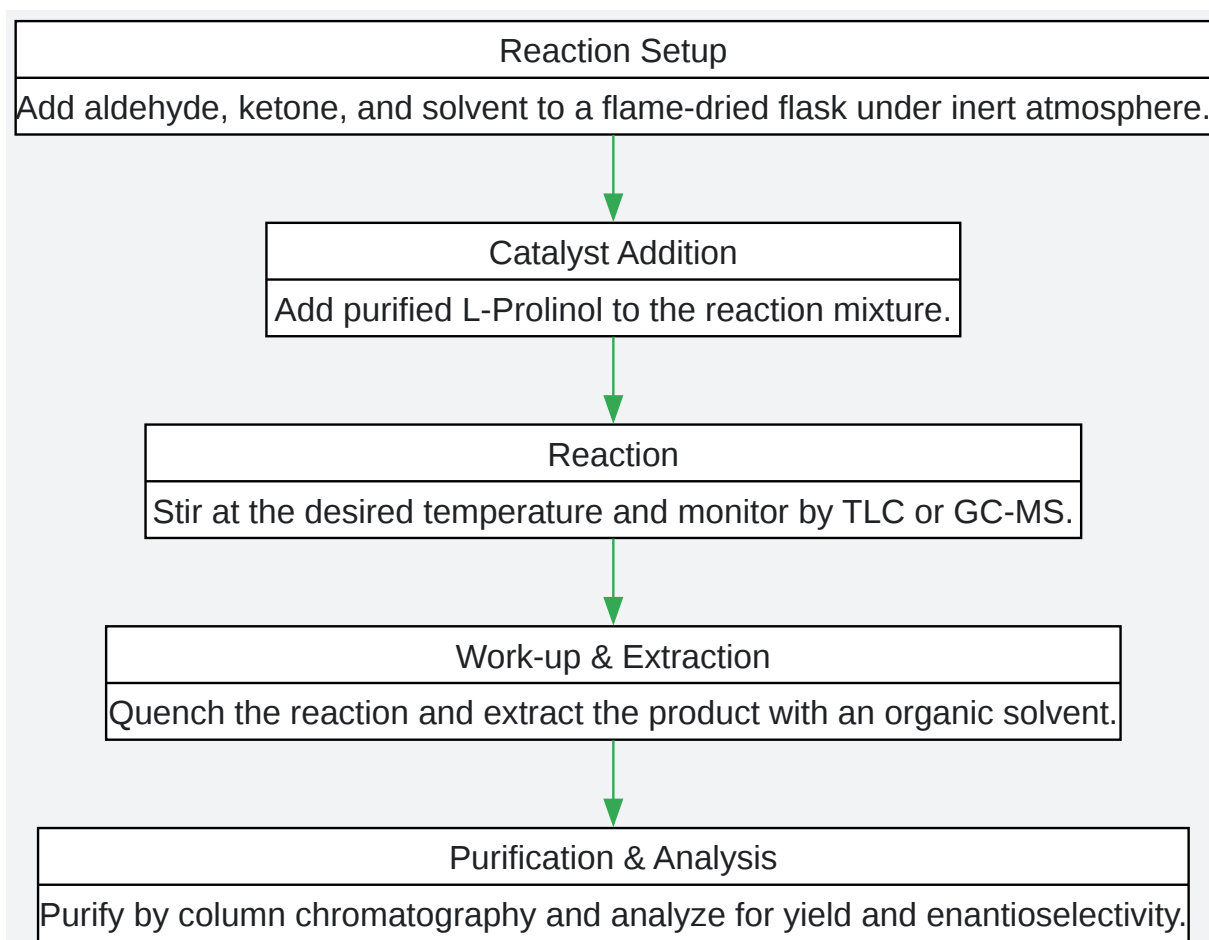 Reaction Setup
Add aldehyde, ketone, and solvent to a flame-dried flask under inert atmosphere.
Catalyst Addition
Add purified L-Prolinol to the reaction mixture.
Reaction
Stir at the desired temperature and monitor by TLC or GC-MS.
Work-up & Extraction
Quench the reaction and extract the product with an organic solvent.
Purification & Analysis
Purify by column chromatography and analyze for yield and enantioselectivity.